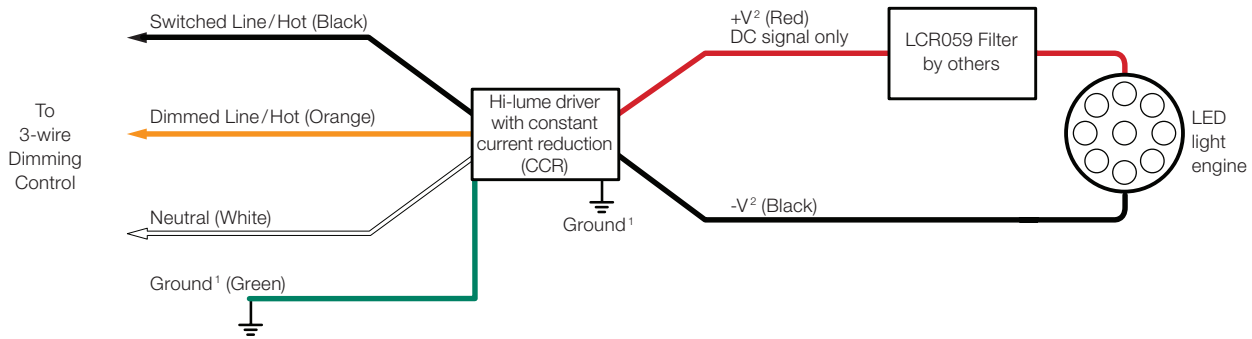 Switched Line/Hot (Black)
To
3-wire
Dimming
Control
Dimmed Line/Hot (Orange)
Neutral (White)
Ground¹ (Green)
Hi-lume driver
with constant
current reduction
(CCR)
Ground¹
+V² (Red)
DC signal only
LCR059 Filter
by others
LED
light
engine
-V² (Black)